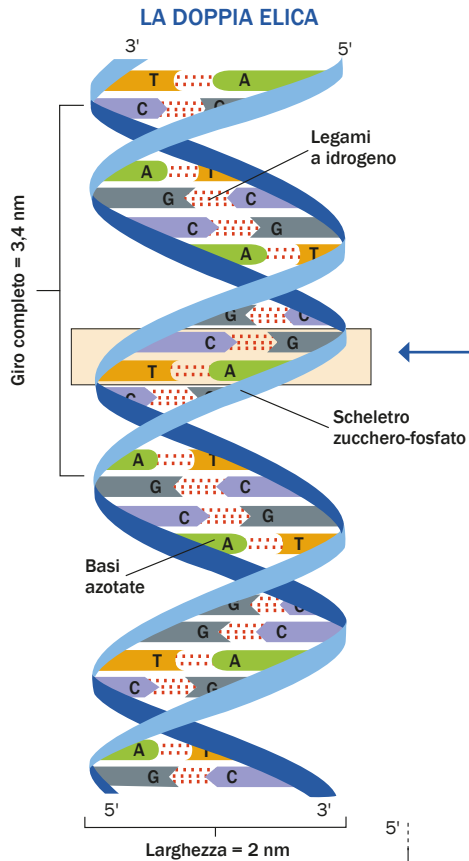 LA DOPPIA ELICA
3' 5'
T A
C G
Legami
a idrogeno
A T
G C
C G
A T
Giro completo = 3,4 nm
G C
C G
T A
C G
Scheletro
zucchero-fosfato
A T
G C
C G
A T
Basi
azotate
G C
G C
T A
C G
A T
G C
5' 3'
Larghezza = 2 nm
5'